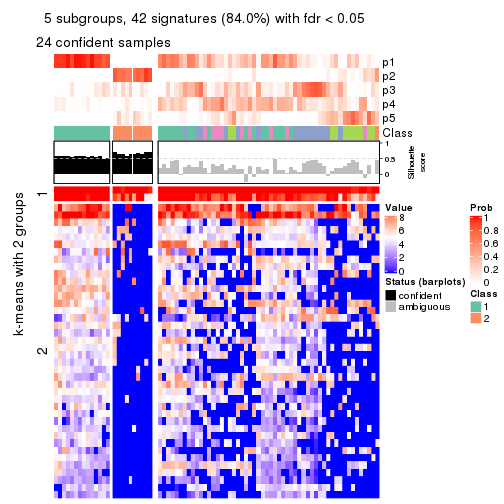 5 subgroups, 42 signatures (84.0%) with fdr < 0.05
24 confident samples
p1
p2
p3
p4
p5
Class
1
0.5
0
Silhouette
score
k-means with 2 groups
1
2
Value
8
6
4
2
0
Prob
1
0.8
0.6
0.4
0.2
0
Status (barplots)
confident
ambiguous
Class
1
2